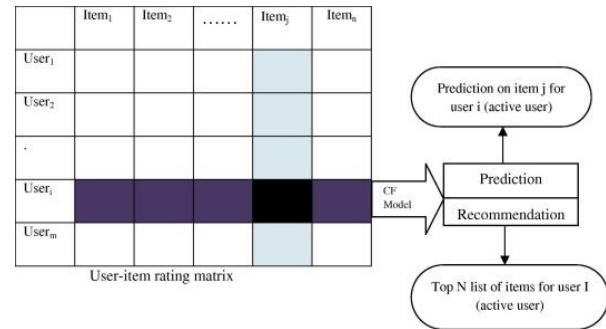 Item₁ Item₂ …… Itemⱼ Itemₙ
User₁
User₂
.
Userᵢ
Userₘ
User-item rating matrix
CF
Model
Prediction on item j for
user i (active user)
Prediction
Recommendation
Top N list of items for user I
(active user)